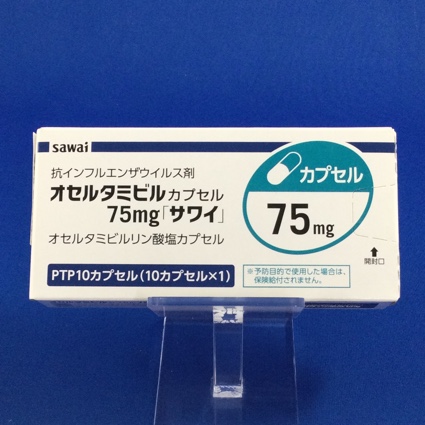 sawai
抗インフルエンザウイルス剤
オセルタミビルカプセル
75mg「サワイ」
オセルタミビルリン酸塩カプセル
PTP10カプセル(10カプセル×1)
カプセル
75mg
※予防目的で使用した場合は、
保険給付されません。
開封口